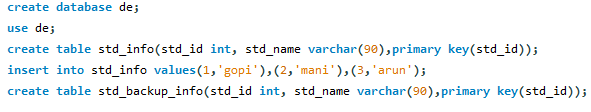 create database de;
use de;
create table std_info(std_id int, std_name varchar(90),primary key(std_id));
insert into std_info values(1,'gopi'),(2,'mani'),(3,'arun');
create table std_backup_info(std_id int, std_name varchar(90),primary key(std_id));